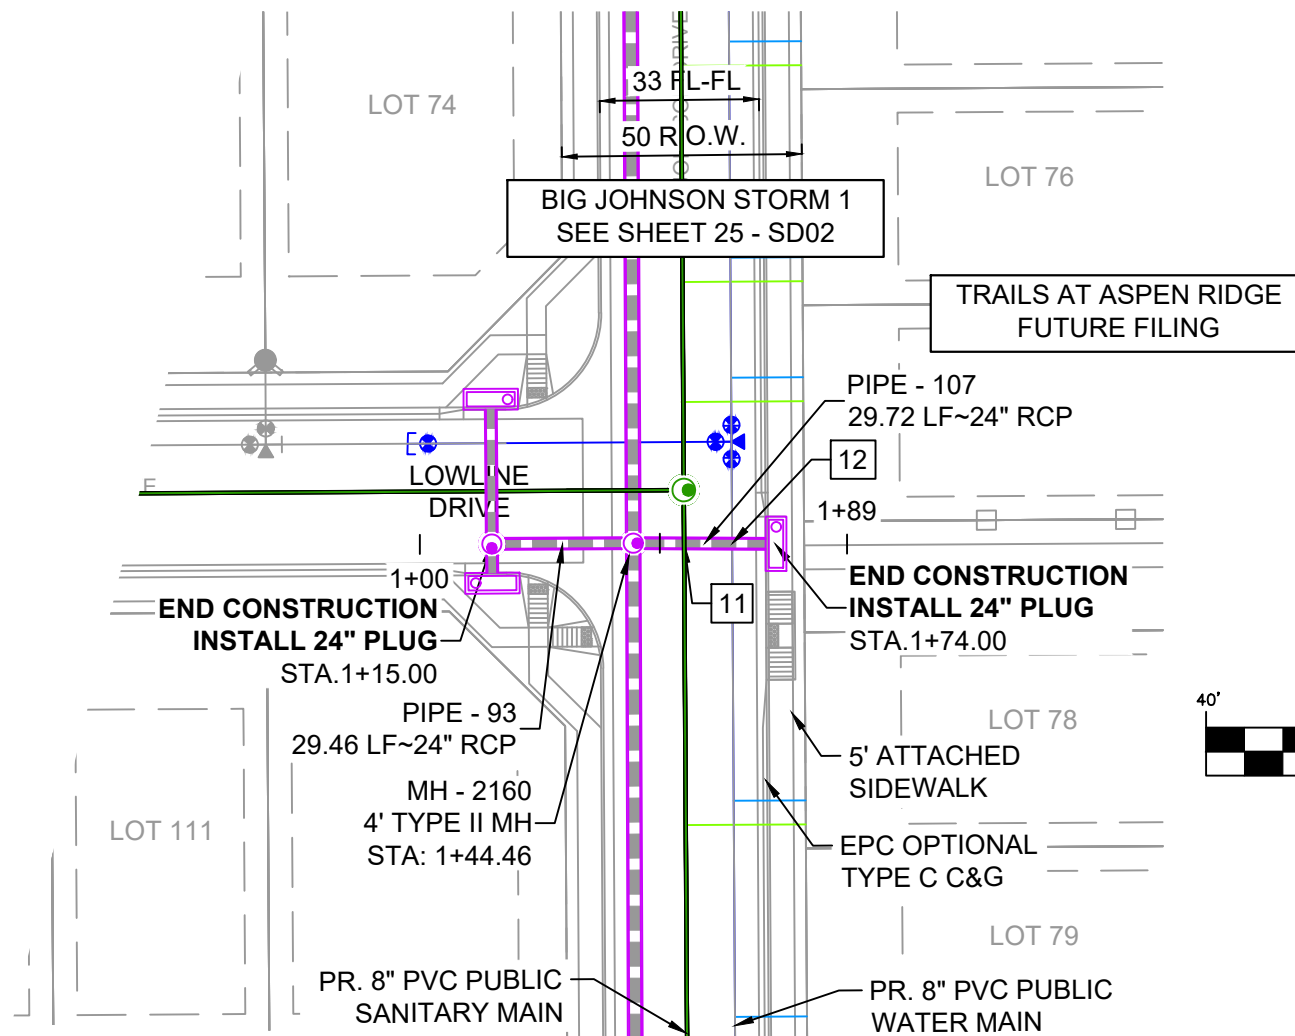 LOT 74
33 FL-FL
50 R.O.W.
BIG JOHNSON STORM 1
SEE SHEET 25 - SD02
LOT 76
TRAILS AT ASPEN RIDGE
FUTURE FILING
PIPE - 107
29.72 LF~24" RCP
12
LOWLINE
DRIVE
1+89
1+00
11
END CONSTRUCTION
INSTALL 24" PLUG
STA.1+15.00
END CONSTRUCTION
INSTALL 24" PLUG
STA.1+74.00
PIPE - 93
29.46 LF~24" RCP
MH - 2160
4' TYPE II MH
STA: 1+44.46
LOT 78
40'
5' ATTACHED
SIDEWALK
LOT 111
EPC OPTIONAL
TYPE C C&G
LOT 79
PR. 8" PVC PUBLIC
SANITARY MAIN
PR. 8" PVC PUBLIC
WATER MAIN